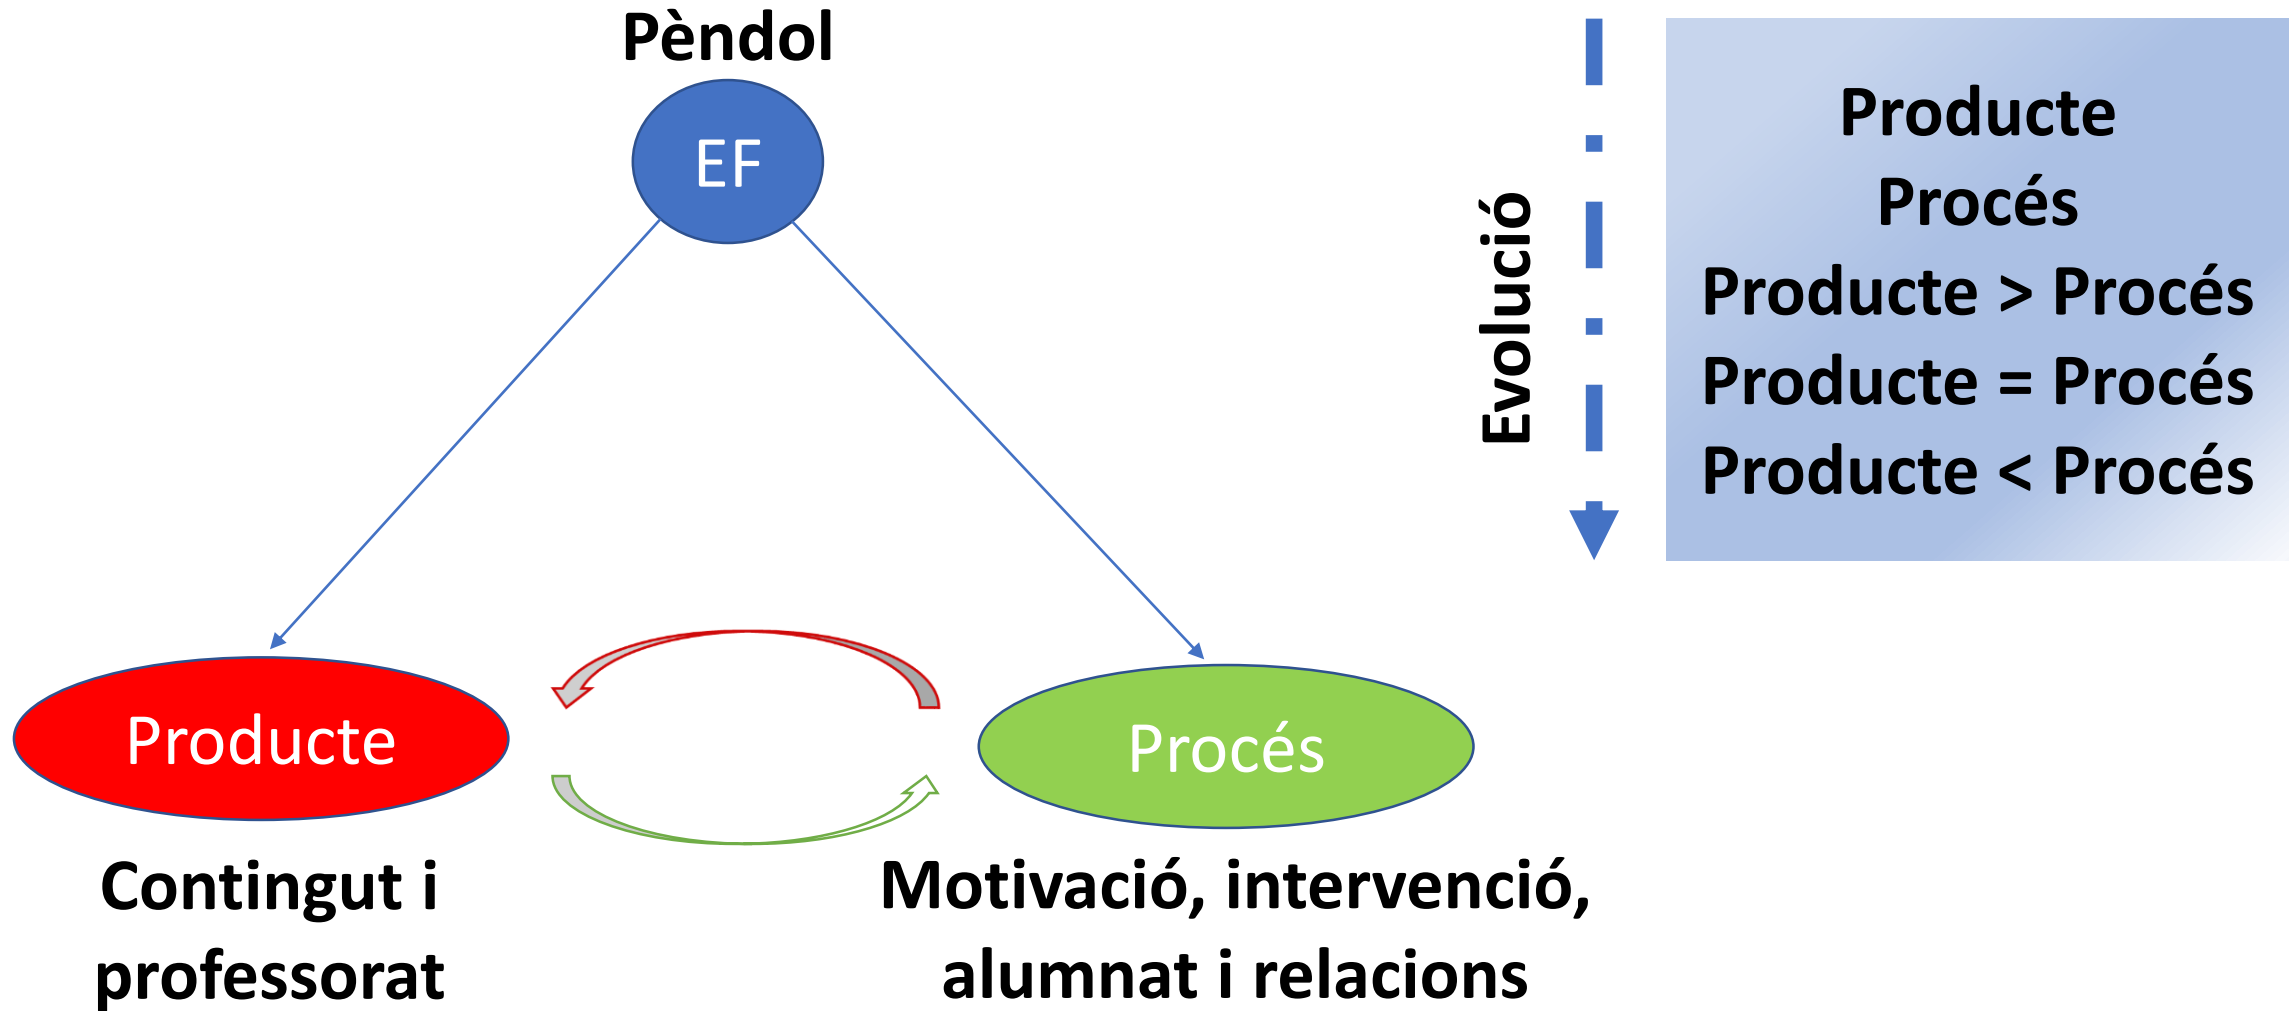 Pèndol
EF
Producte
Procés
Contingut i
professorat
Motivació, intervenció,
alumnat i relacions
Evolució
Producte
Procés
Producte > Procés
Producte = Procés
Producte < Procés